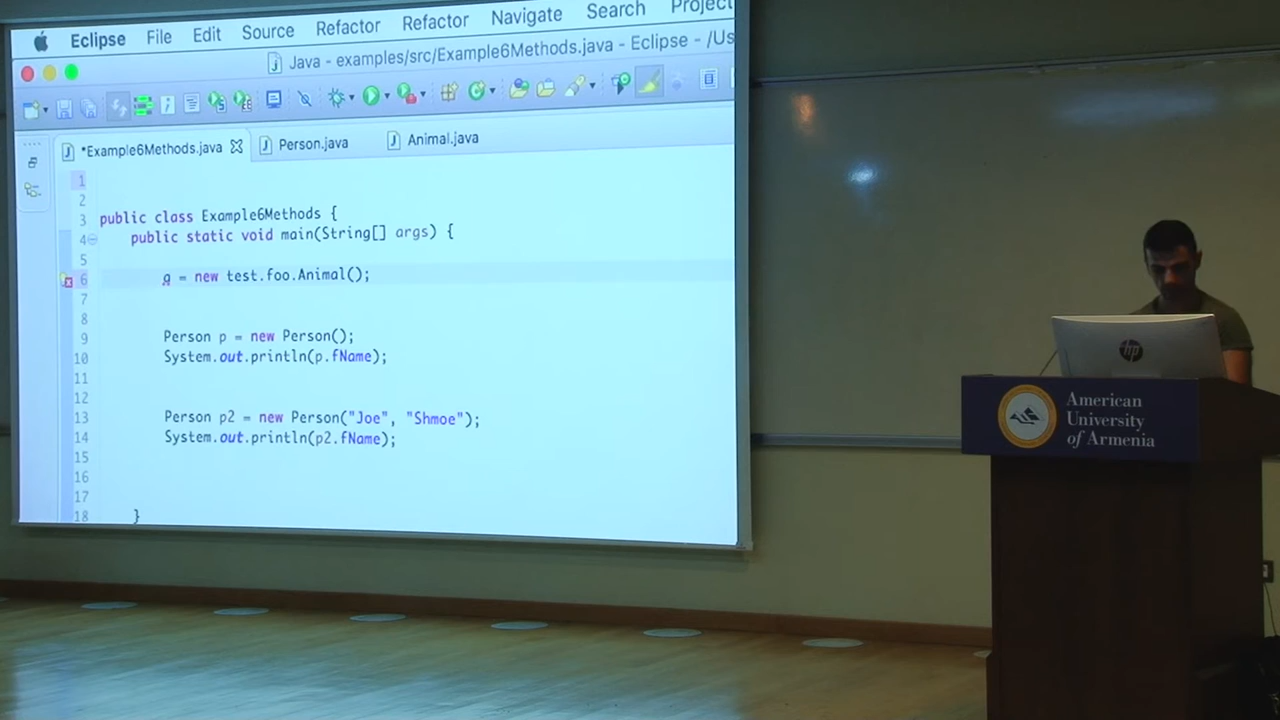 Eclipse File Edit Source Refactor Refactor Navigate Search Project
Java - examples/src/Example6Methods.java - Eclipse - /Us
*Example6Methods.java Person.java Animal.java
1
2
3 public class Example6Methods {
4 public static void main(String[] args) {
5
6 g = new test.foo.Animal();
7
8
9 Person p = new Person();
10 System.out.println(p.fName);
11
12
13 Person p2 = new Person("Joe", "Shmoe");
14 System.out.println(p2.fName);
15
16
17
18 }
hp
American
University
of Armenia